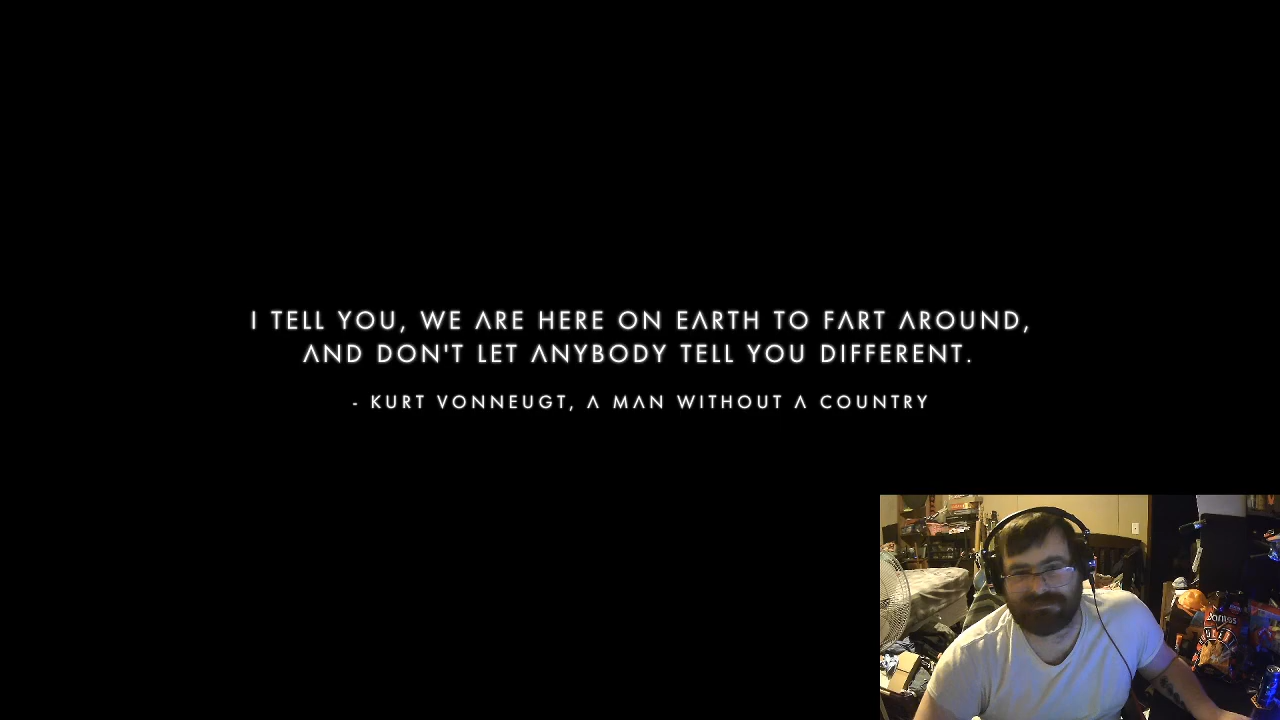 I TELL YOU, WE ARE HERE ON EARTH TO FART AROUND,
AND DON'T LET ANYBODY TELL YOU DIFFERENT.
- KURT VONNEUGT, A MAN WITHOUT A COUNTRY
Doritos